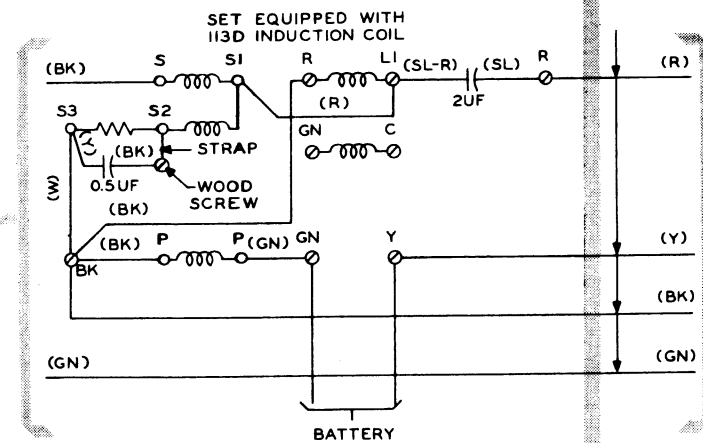 SET EQUIPPED WITH
113D INDUCTION COIL
(BK) S S1 R L1 (SL-R) (SL) R (R)
(R) 2UF
S3 S2 GN C
(Y) (BK) STRAP
0.5UF WOOD
SCREW
(W) (BK)
(BK) P P (GN) GN Y (Y)
BK
(BK)
(GN) (GN)
BATTERY